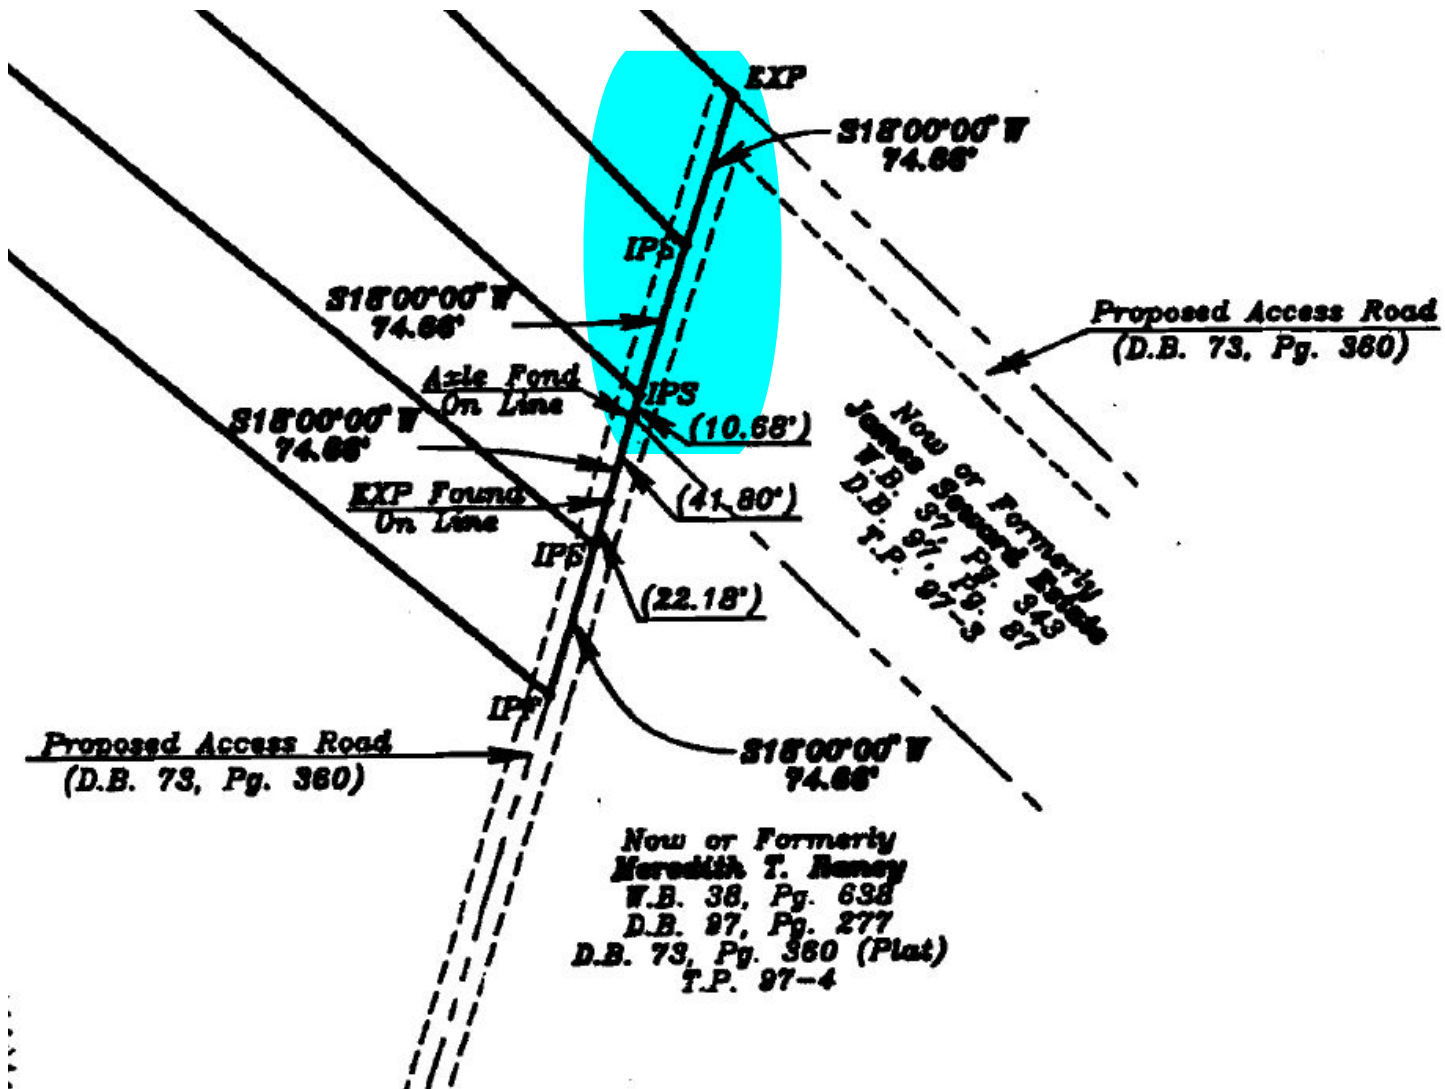 EXP
S18°00'00" W
74.66'
IPS
S18°00'00" W
74.66'
Proposed Access Road
(D.B. 73, Pg. 360)
Axle Fond
On Line
IPS
S18°00'00" W
74.66'
(10.68')
EXP Found
On Line
(41.80')
Now or Formerly
James Seward Estate
W.B. 37, Pg. 343
D.B. 97, Pg. 87
T.P. 97-3
IPS
(22.18')
IPF
Proposed Access Road
(D.B. 73, Pg. 360)
S18°00'00" W
74.66'
Now or Formerly
Meredith T. Ramey
W.B. 38, Pg. 638
D.B. 97, Pg. 277
D.B. 73, Pg. 360 (Plat)
T.P. 97-4